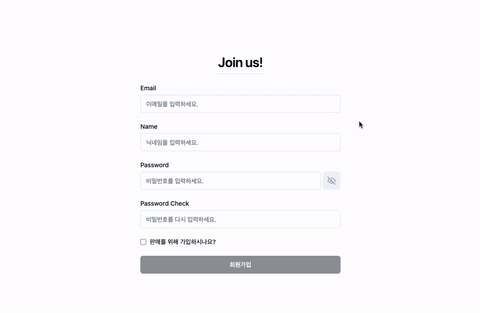 Join us!
Email
이메일을 입력하세요.
Name
닉네임을 입력하세요.
Password
비밀번호를 입력하세요.
Password Check
비밀번호를 다시 입력하세요.
판매를 위해 가입하시나요?
회원가입